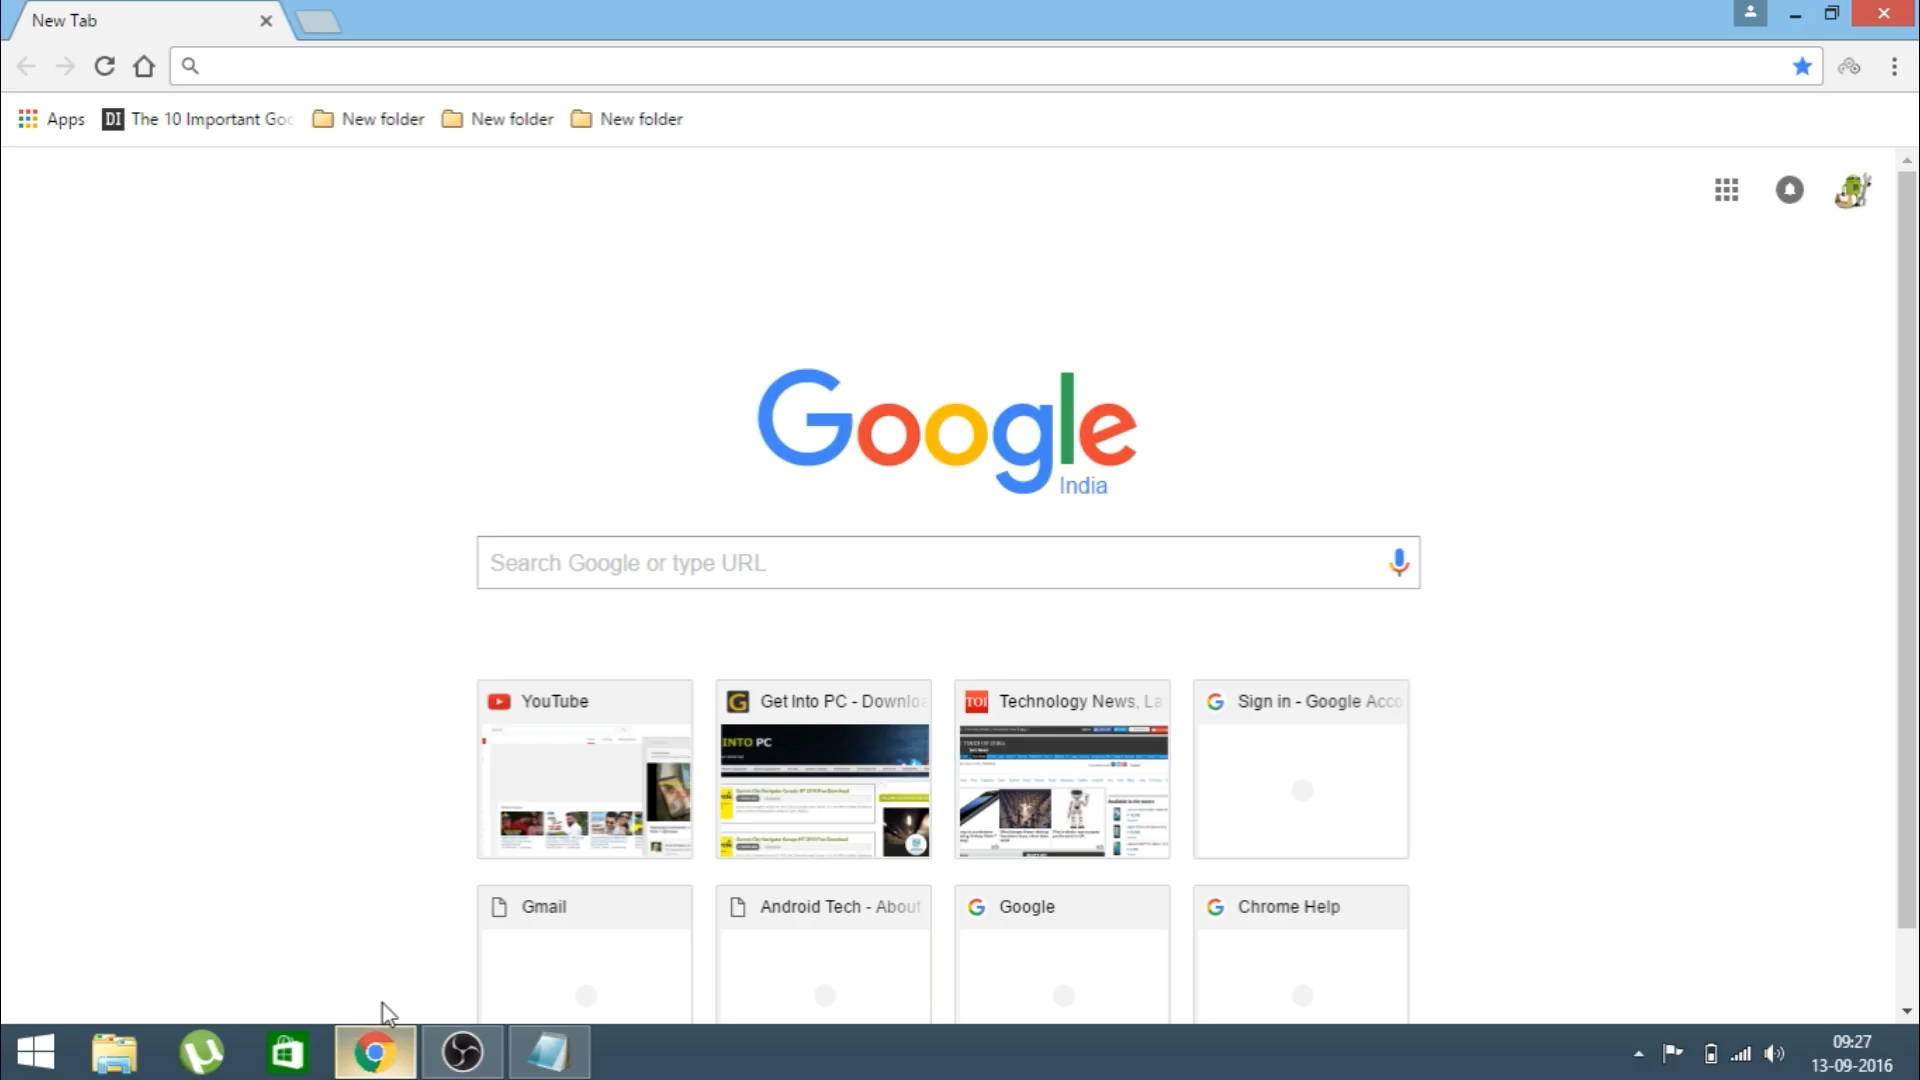 New Tab
Apps
DI
The 10 Important Goo
New folder
New folder
New folder
Google
India
Search Google or type URL
YouTube
Get Into PC - Downloa
TOI
Technology News, La
Sign in - Google Acco
INTO PC
Gmail
Android Tech - About
Google
Chrome Help
09:27
13-09-2016